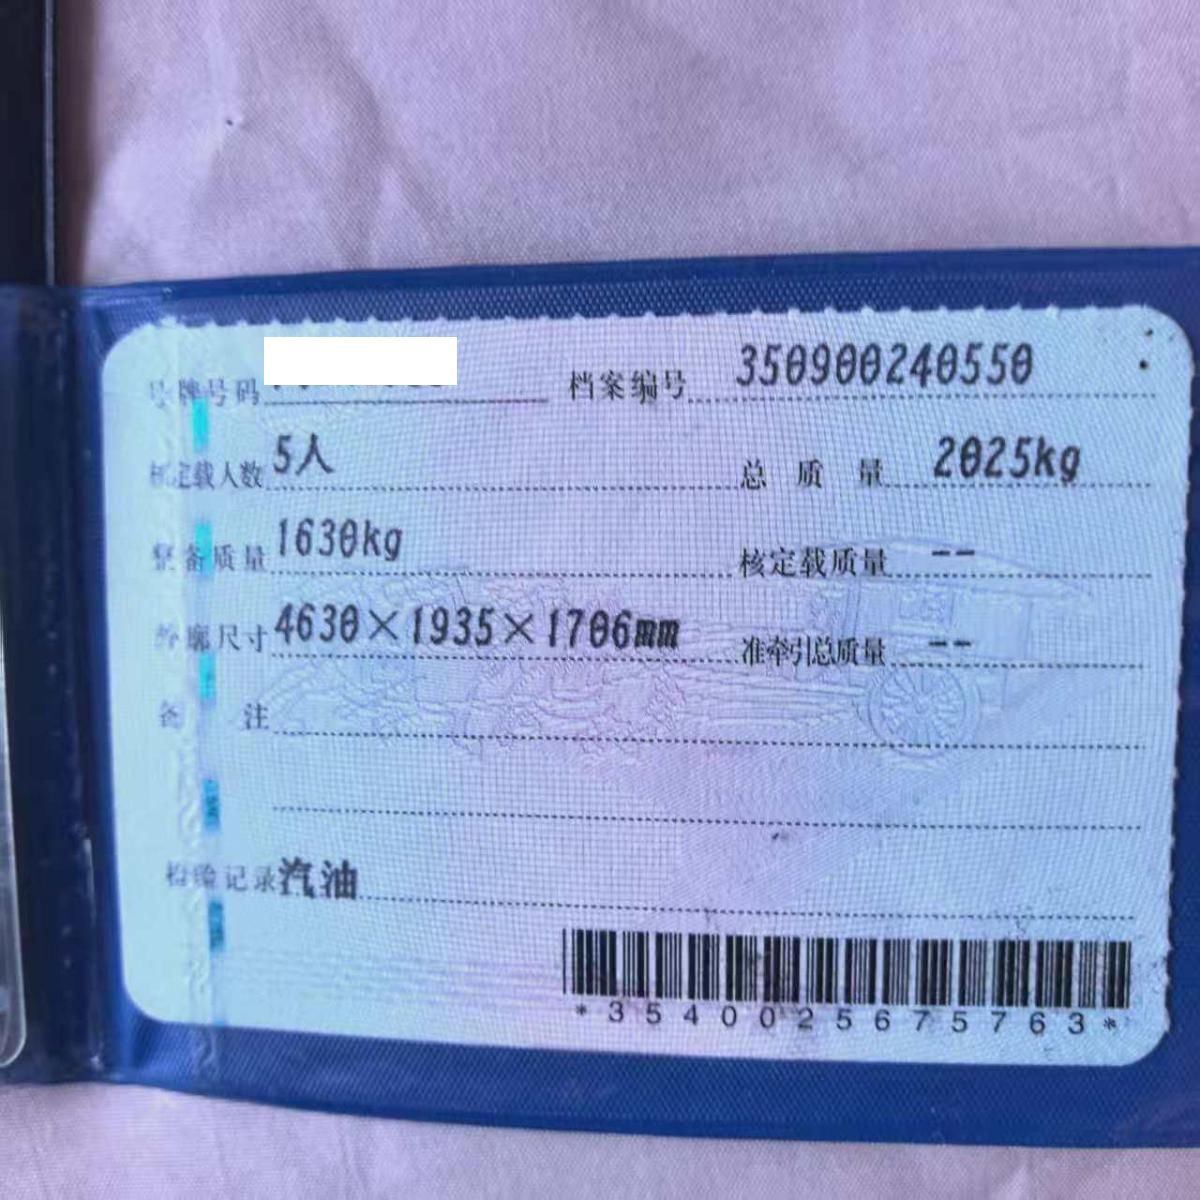 号牌号码 档案编号 350900240550
核定载人数 5人 总质量 2025kg
整备质量 1630kg 核定载质量 --
外廓尺寸 4630×1935×1706mm 准牵引总质量 --
备注
检验记录 汽油
*3540025675763*